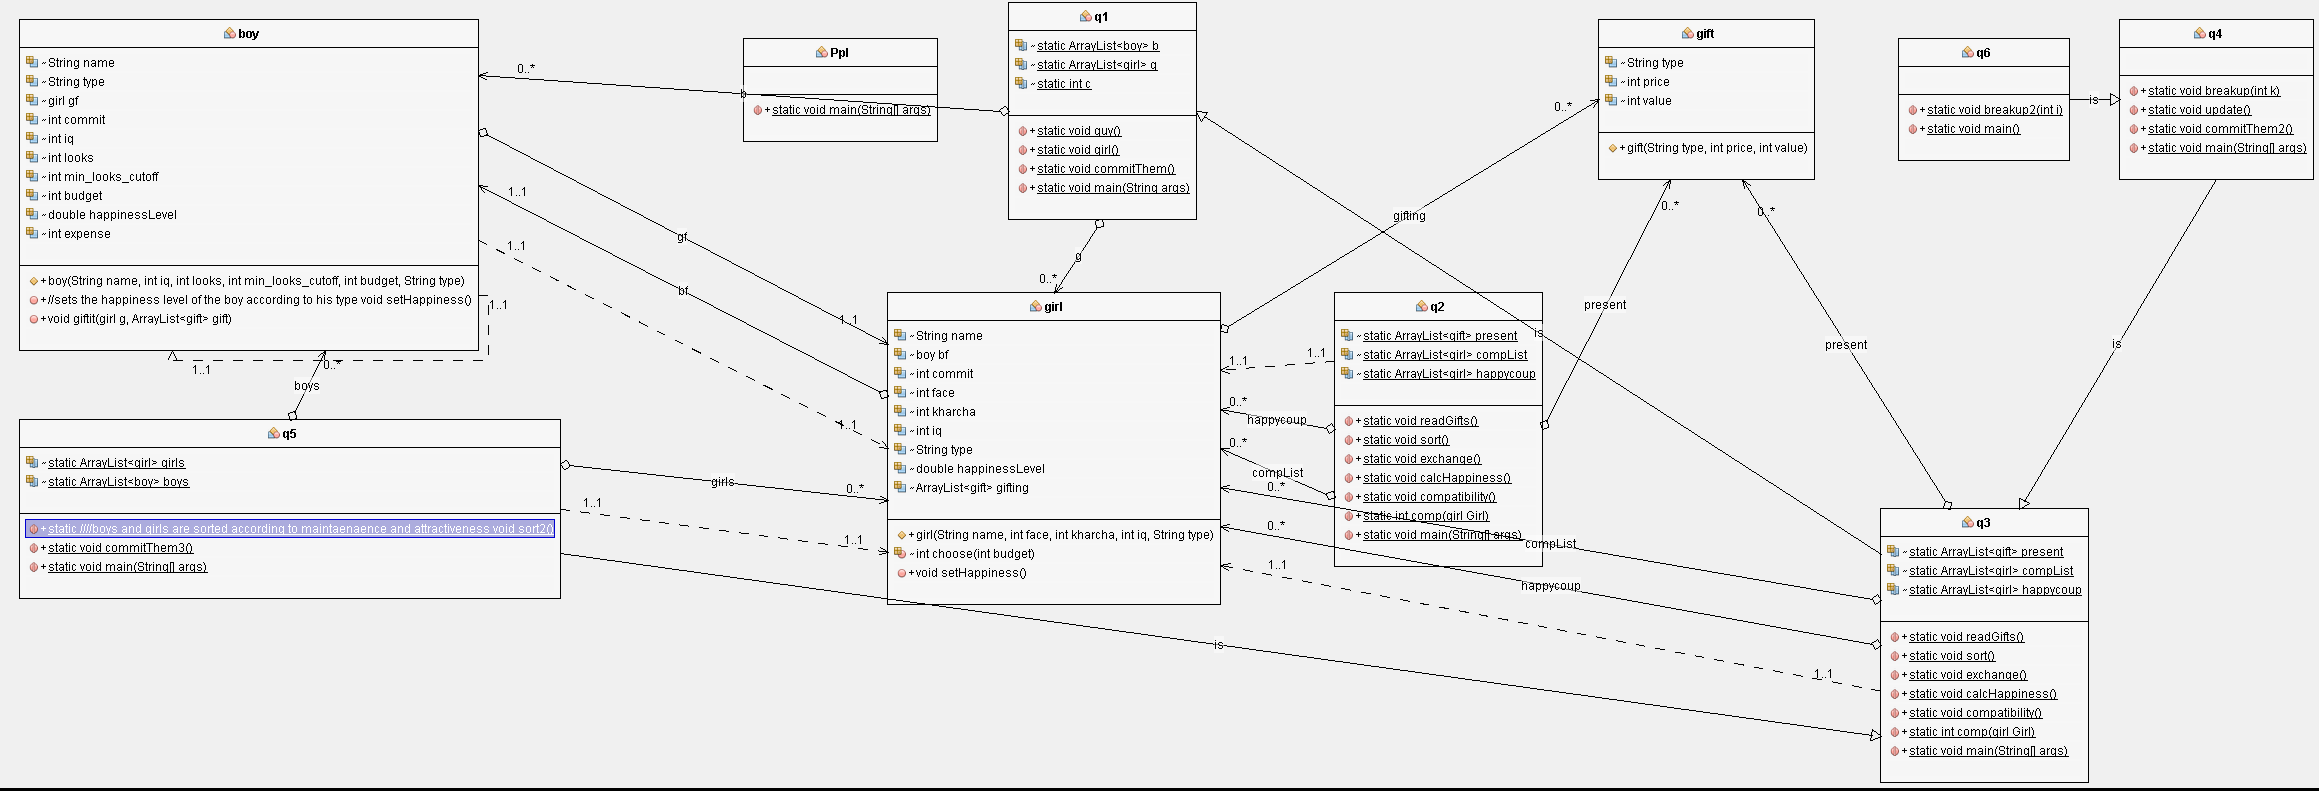 boy
~String name
~String type
~girl gf
~int commit
~int iq
~int looks
~int min_looks_cutoff
~int budget
~double happinessLevel
~int expense
+boy(String name, int iq, int looks, int min_looks_cutoff, int budget, String type)
+//sets the happiness level of the boy according to his type void setHappiness()
+void giftit(girl g, ArrayList<gift> gift)
Ppl
+static void main(String[] args)
q1
~static ArrayList<boy> b
~static ArrayList<girl> g
~static int c
+static void guy()
+static void girl()
+static void commitThem()
+static void main(String args)
gift
~String type
~int price
~int value
+gift(String type, int price, int value)
q6
+static void breakup2(int i)
+static void main()
q4
+static void breakup(int k)
+static void update()
+static void commitThem2()
+static void main(String[] args)
0..*
b
is
0..*
gf
1..1
1..1
bf
1..1
1..1
1..1
1..1
1..1
0..*
boys
g
0..*
gifting
is
0..*
present
0..*
present
is
girl
~String name
~boy bf
~int commit
~int face
~int kharcha
~int iq
~String type
~double happinessLevel
~ArrayList<gift> gifting
+girl(String name, int face, int kharcha, int iq, String type)
~int choose(int budget)
+void setHappiness()
q2
~static ArrayList<gift> present
~static ArrayList<girl> compList
~static ArrayList<girl> happycoup
+static void readGifts()
+static void sort()
+static void exchange()
+static void calcHappiness()
+static void compatibility()
+static int comp(girl Girl)
+static void main(String[] args)
1..1
1..1
0..*
happycoup
0..*
compList
0..*
compList
0..*
happycoup
1..1
1..1
q5
~static ArrayList<girl> girls
~static ArrayList<boy> boys
+static ////boys and girls are sorted according to maintaenaence and attractiveness void sort2()
+static void commitThem3()
+static void main(String[] args)
girls
0..*
1..1
1..1
is
q3
~static ArrayList<gift> present
~static ArrayList<girl> compList
~static ArrayList<girl> happycoup
+static void readGifts()
+static void sort()
+static void exchange()
+static void calcHappiness()
+static void compatibility()
+static int comp(girl Girl)
+static void main(String[] args)